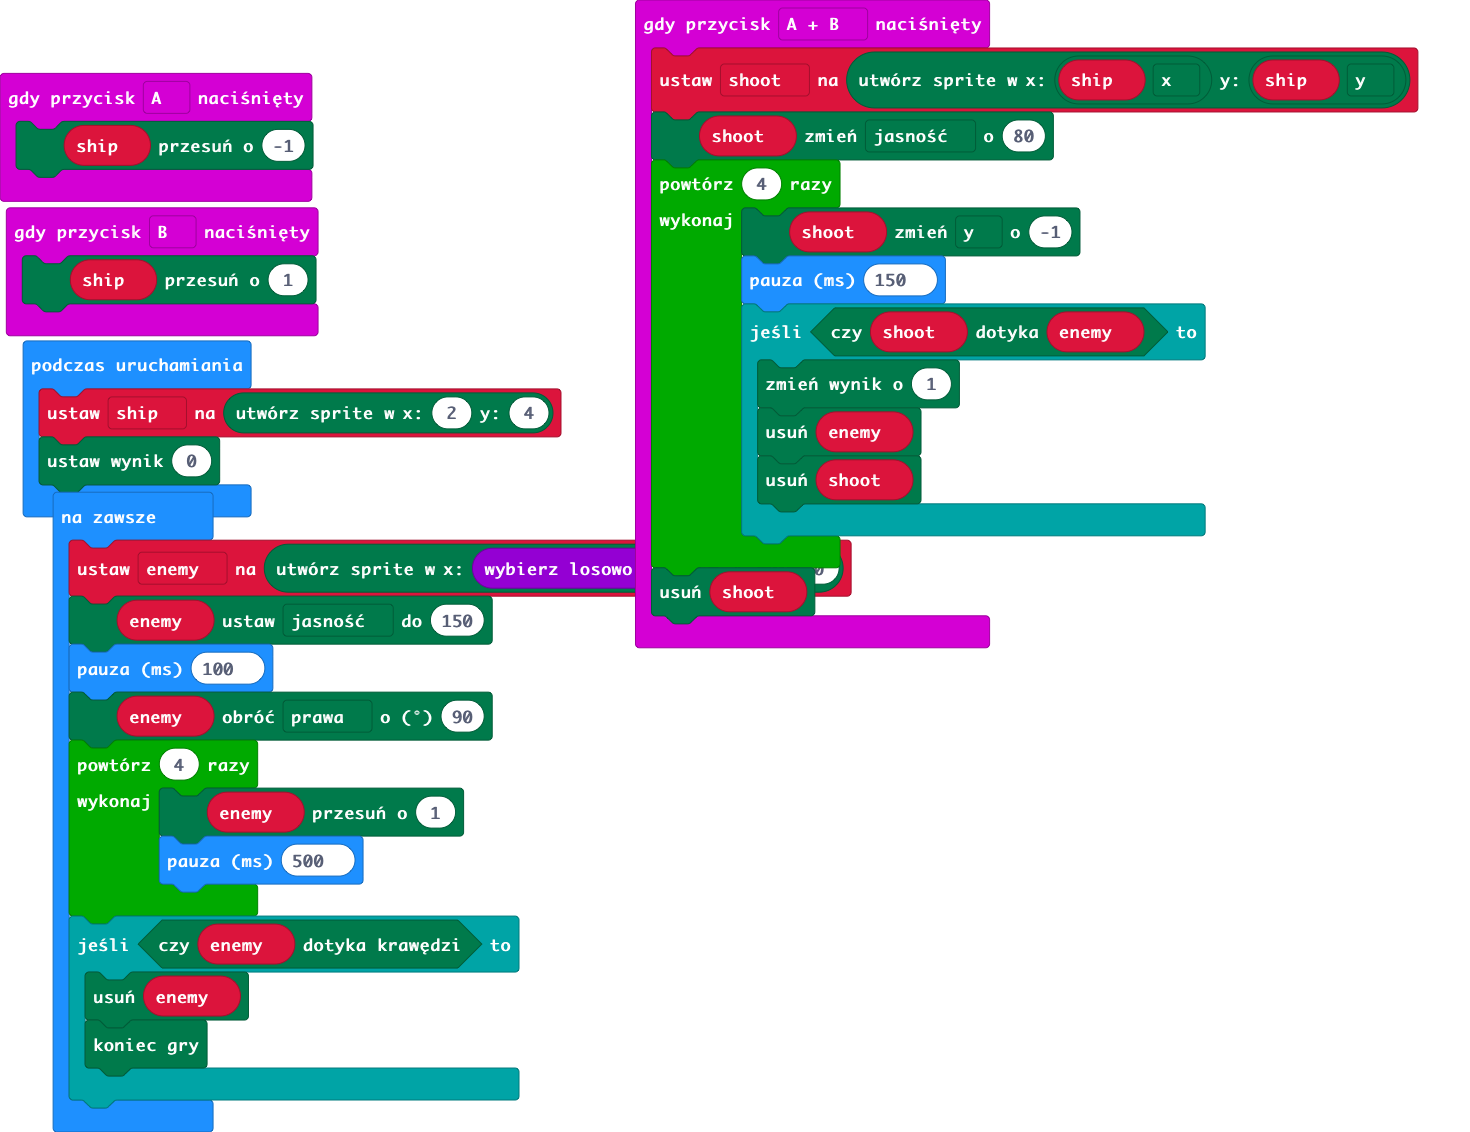 gdy przycisk A naciśnięty
ship przesuń o -1
gdy przycisk B naciśnięty
ship przesuń o 1
podczas uruchamiania
ustaw ship na utwórz sprite w x: 2 y: 4
ustaw wynik 0
na zawsze
ustaw enemy na utwórz sprite w x: wybierz losowo
enemy ustaw jasność do 150
pauza (ms) 100
enemy obróć prawa o (°) 90
powtórz 4 razy
wykonaj enemy przesuń o 1
pauza (ms) 500
jeśli czy enemy dotyka krawędzi to
usuń enemy
koniec gry
gdy przycisk A + B naciśnięty
ustaw shoot na utwórz sprite w x: ship x y: ship y
shoot zmień jasność o 80
powtórz 4 razy
wykonaj shoot zmień y o -1
pauza (ms) 150
jeśli czy shoot dotyka enemy to
zmień wynik o 1
usuń enemy
usuń shoot
usuń shoot